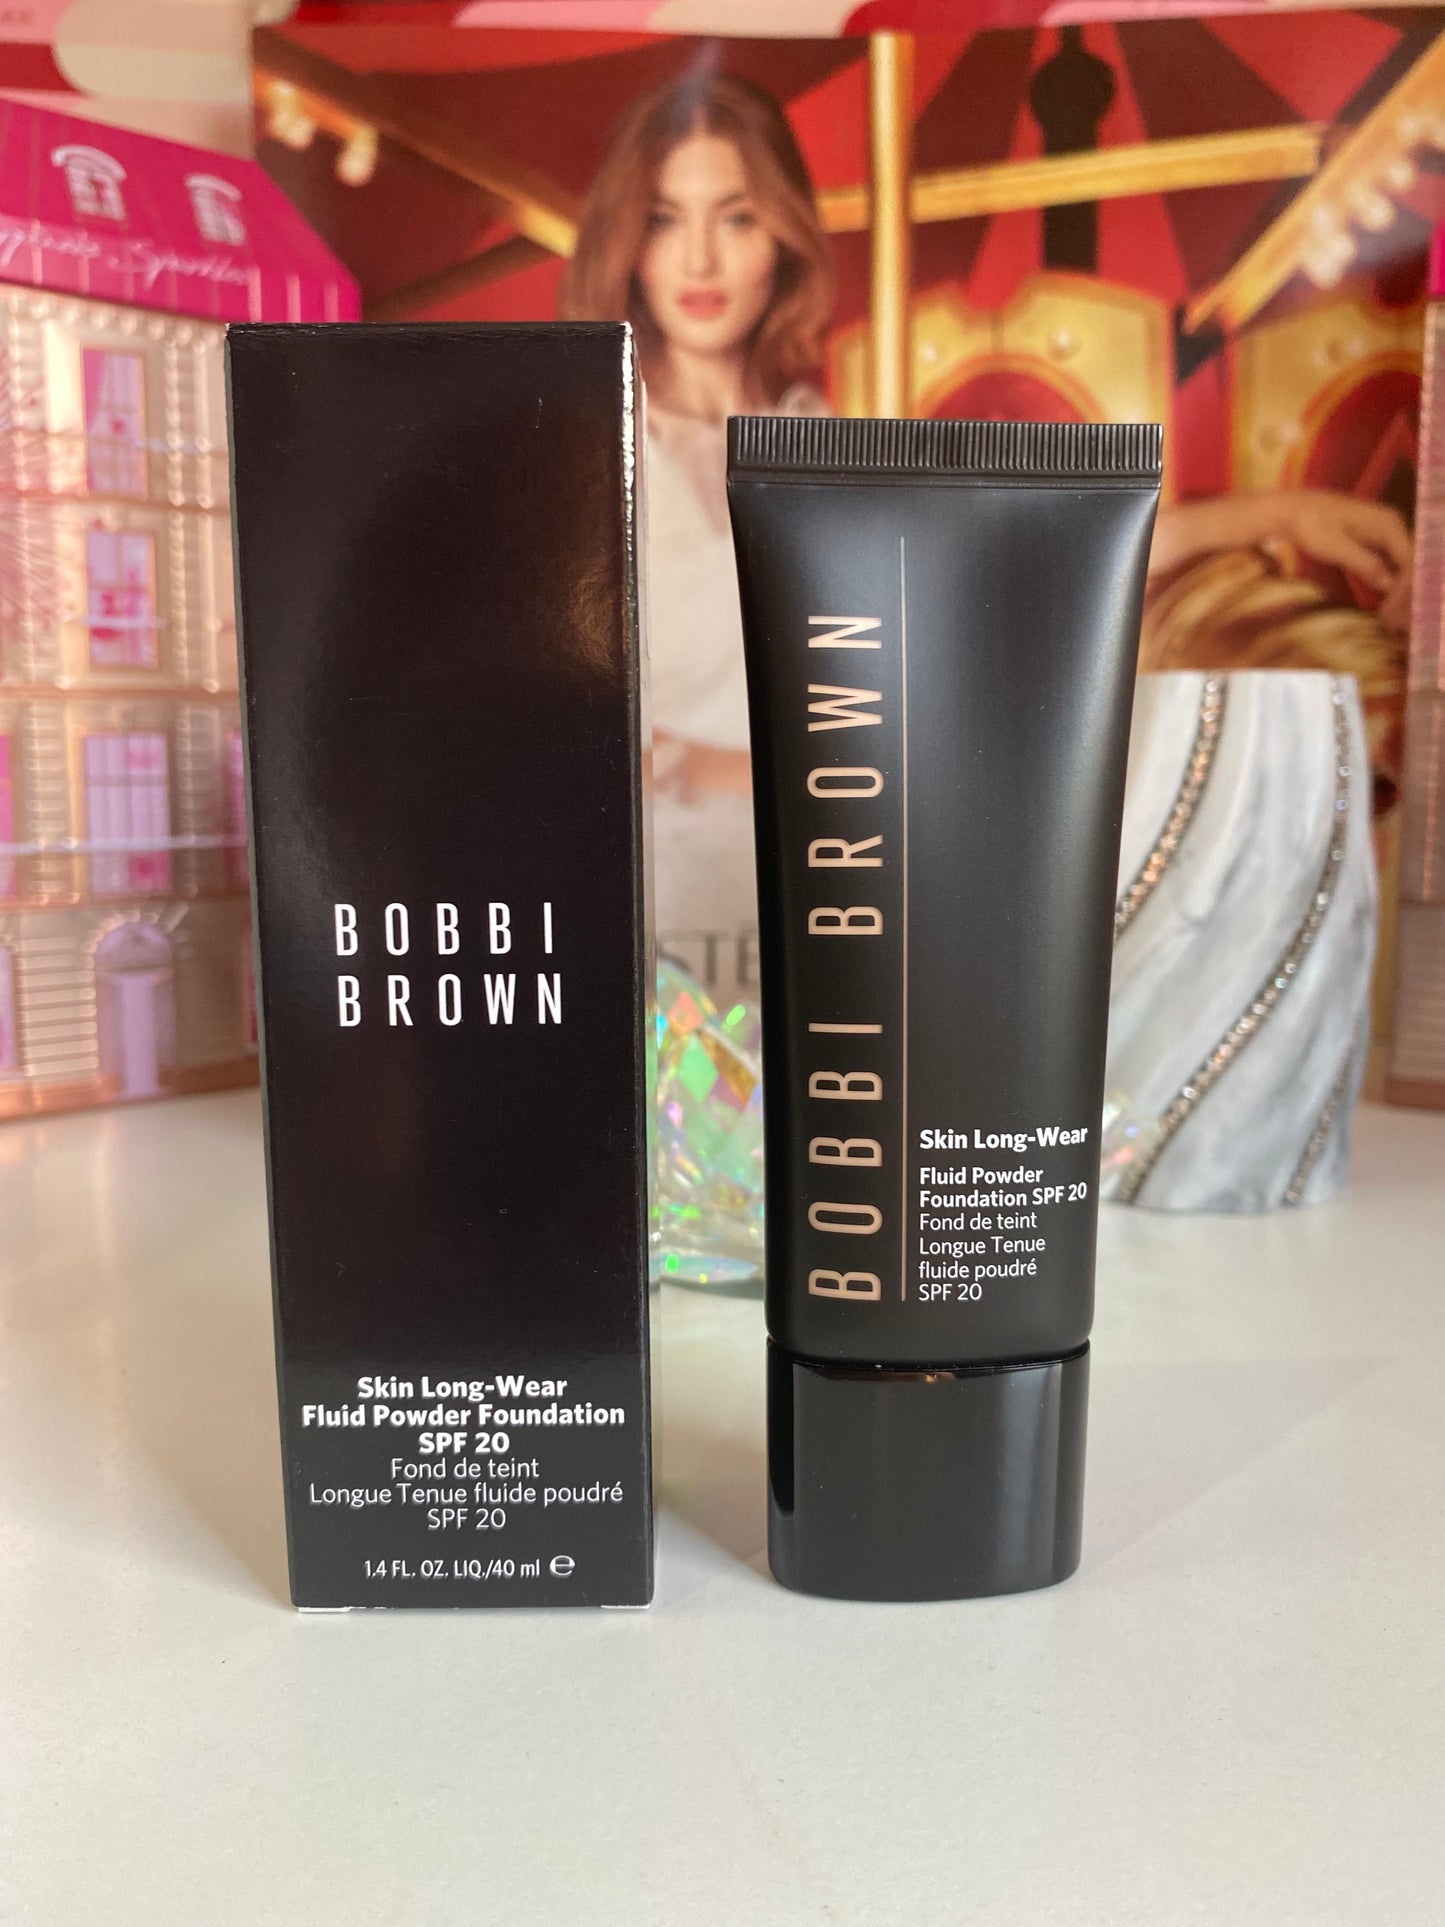 BOBBI
BROWN
Skin Long-Wear
Fluid Powder Foundation
SPF 20
Fond de teint
Longue Tenue fluide poudré
SPF 20
1.4 FL. OZ. LIQ./40 ml ℮
BOBBI BROWN
Skin Long-Wear
Fluid Powder
Foundation SPF 20
Fond de teint
Longue Tenue
fluide poudré
SPF 20